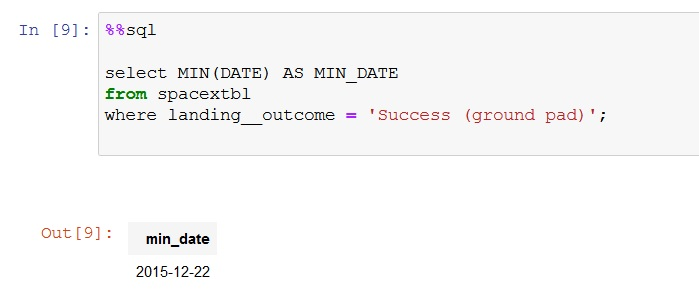 In [9]: %%sql
select MIN(DATE) AS MIN_DATE
from spacextbl
where landing__outcome = 'Success (ground pad)';
Out[9]: min_date
2015-12-22